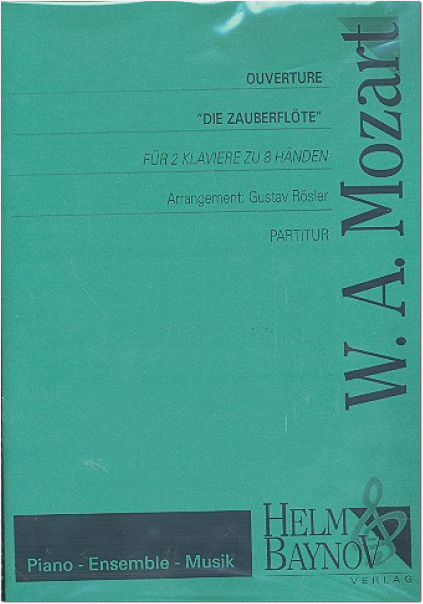 OUVERTURE
"DIE ZAUBERFLÖTE"
FÜR 2 KLAVIERE ZU 8 HÄNDEN
Arrangement: Gustav Rösler
PARTITUR
W. A. Mozart
Piano - Ensemble - Musik
HELM
BAYNOV
VERLAG